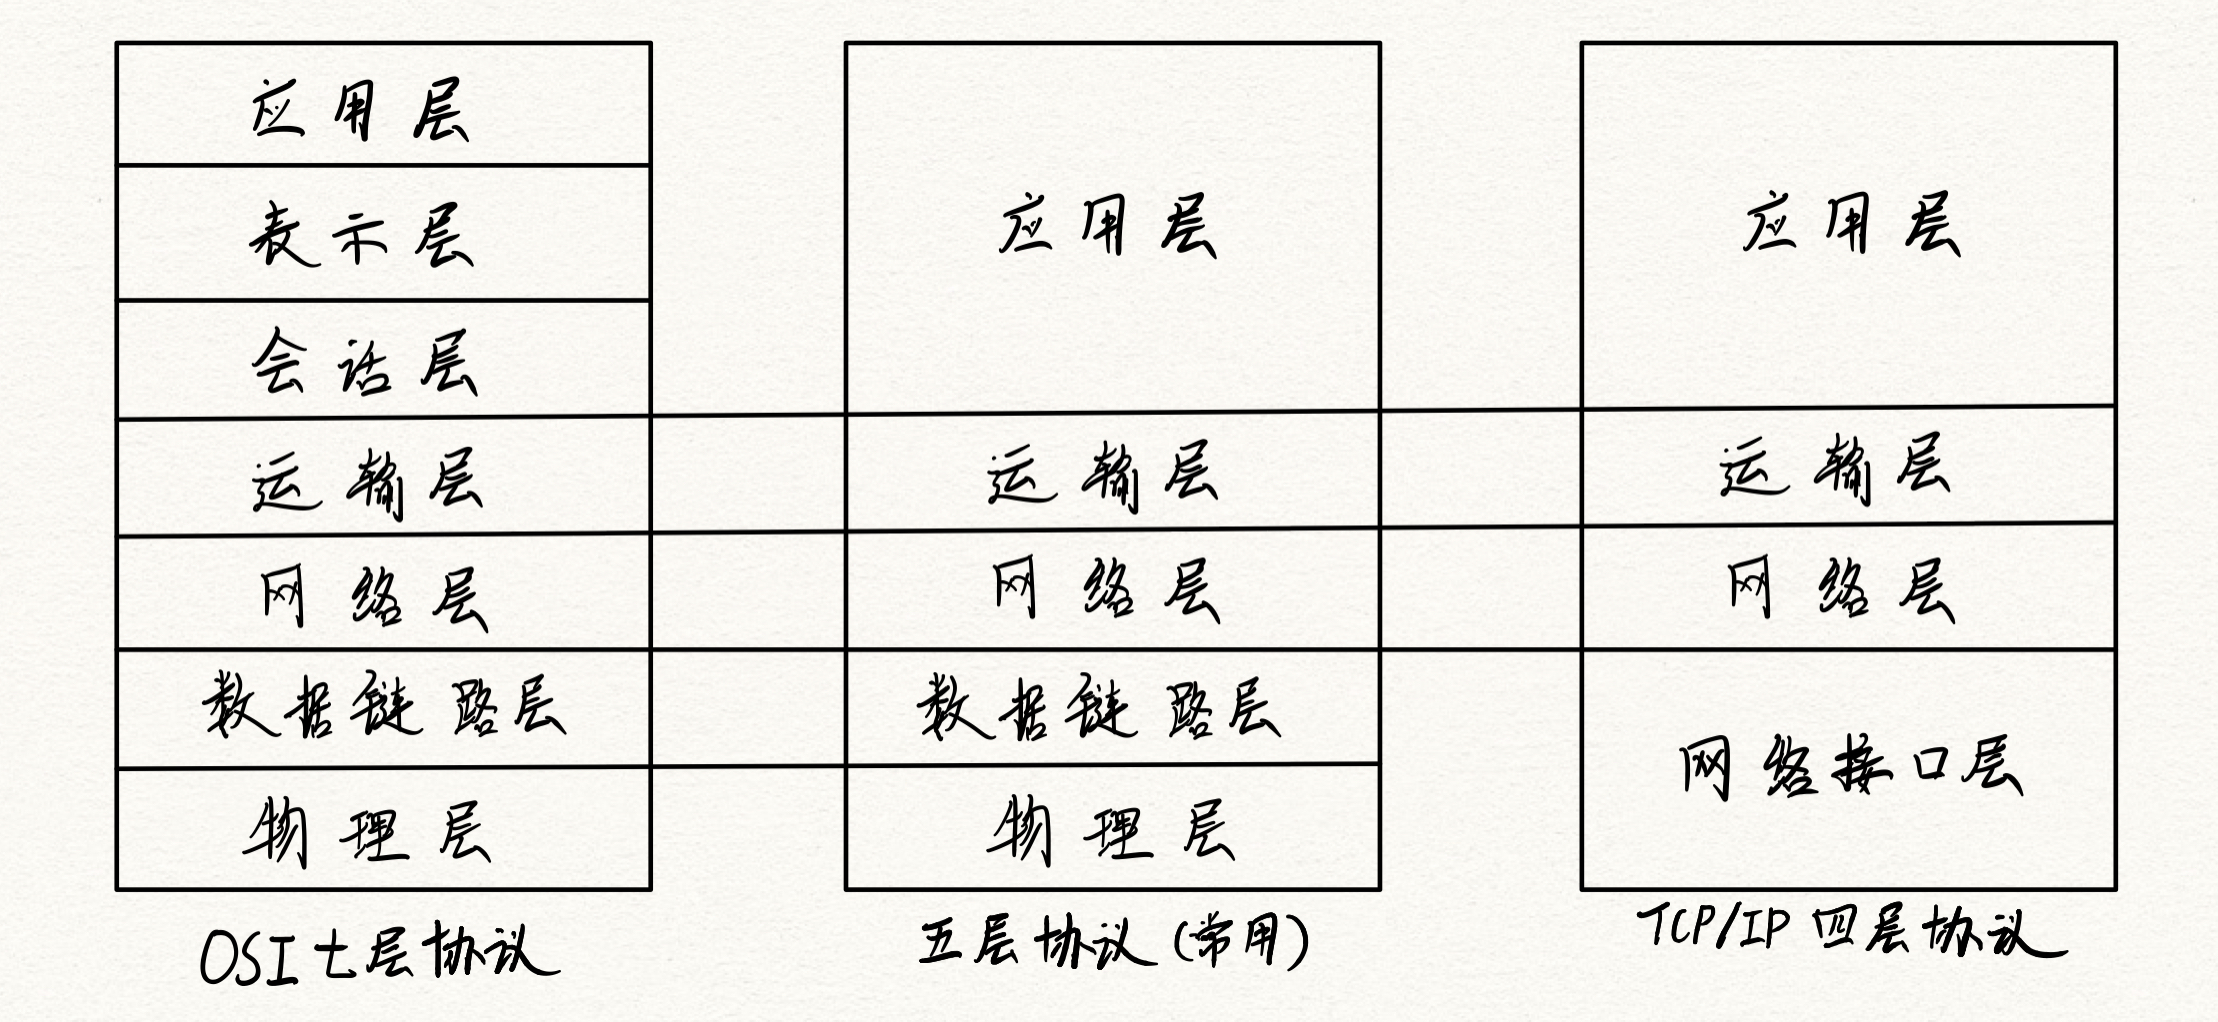 应用层
表示层
会话层
运输层
网络层
数据链路层
物理层
OSI七层协议
应用层
运输层
网络层
数据链路层
物理层
五层协议(常用)
应用层
运输层
网络层
网络接口层
TCP/IP 四层协议